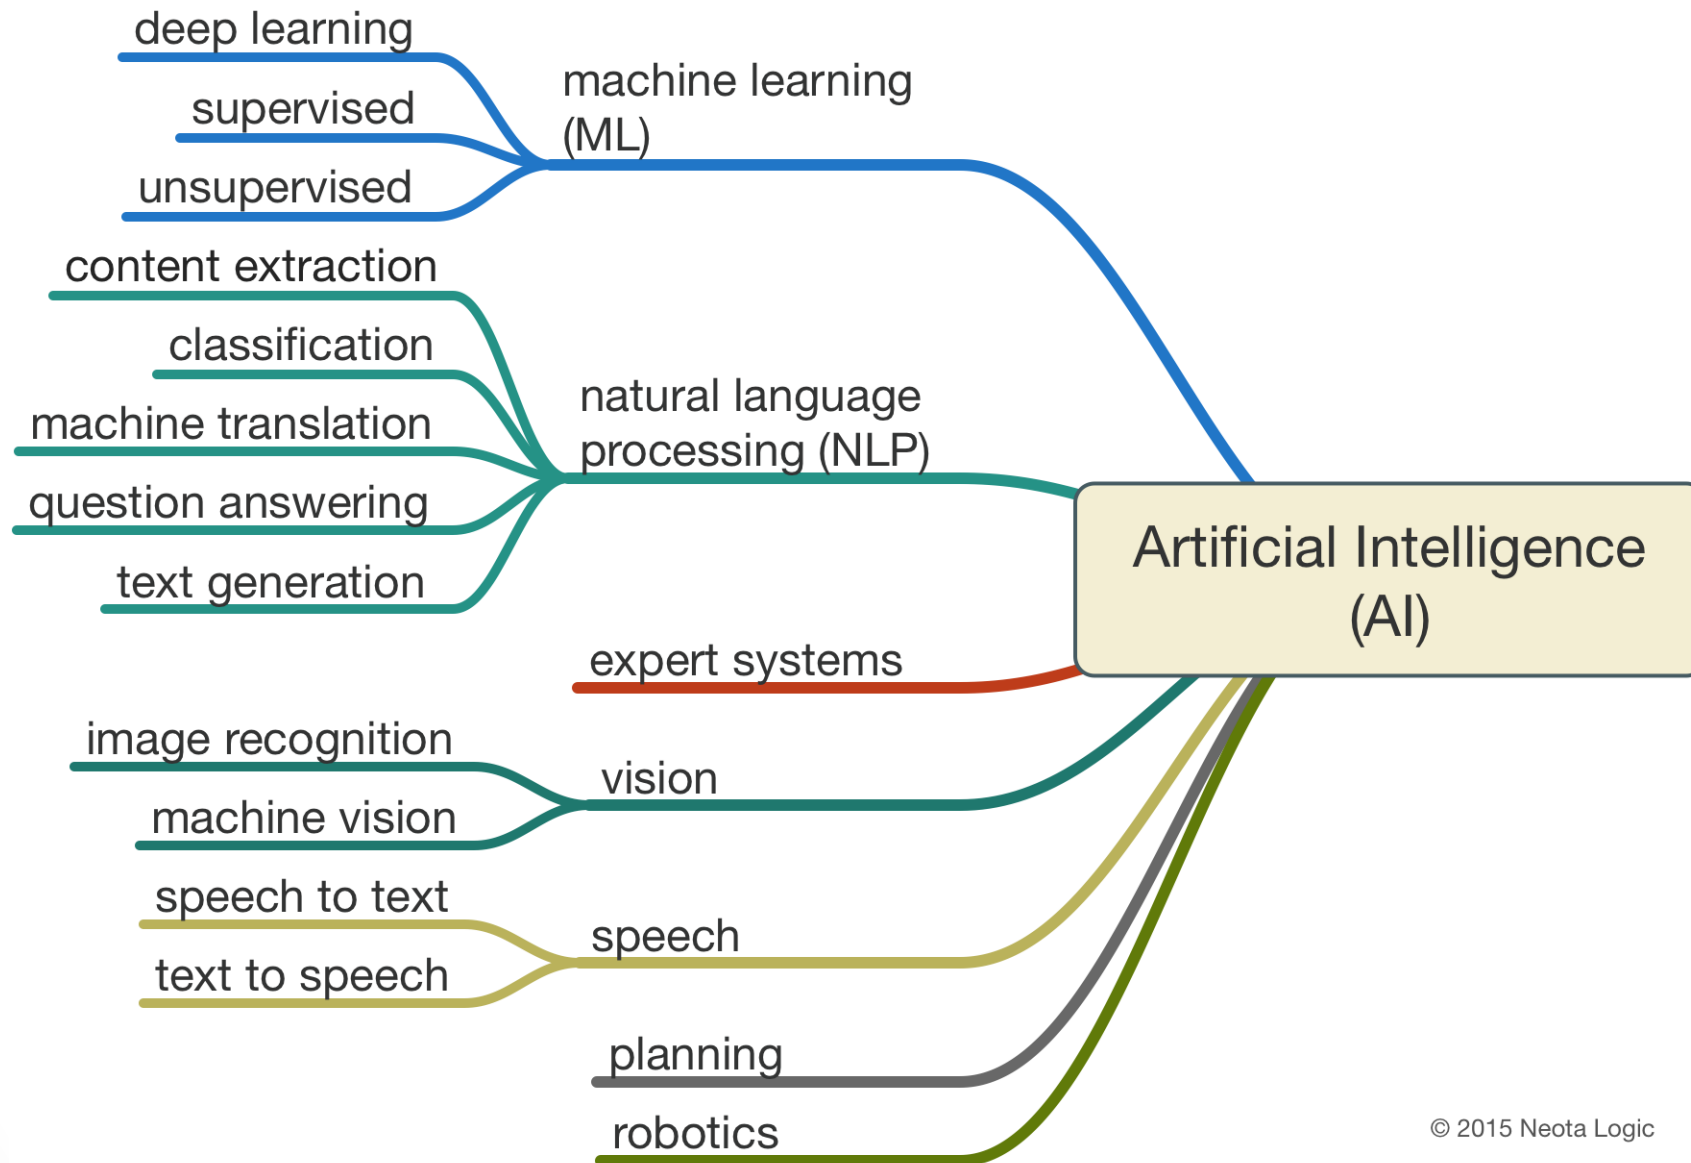 deep learning
supervised
unsupervised
machine learning
(ML)
content extraction
classification
machine translation
question answering
text generation
natural language
processing (NLP)
expert systems
image recognition
machine vision
vision
speech to text
text to speech
speech
planning
robotics
Artificial Intelligence
(AI)
© 2015 Neota Logic